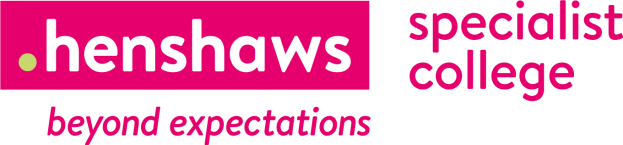 .henshaws
beyond expectations
specialist
college